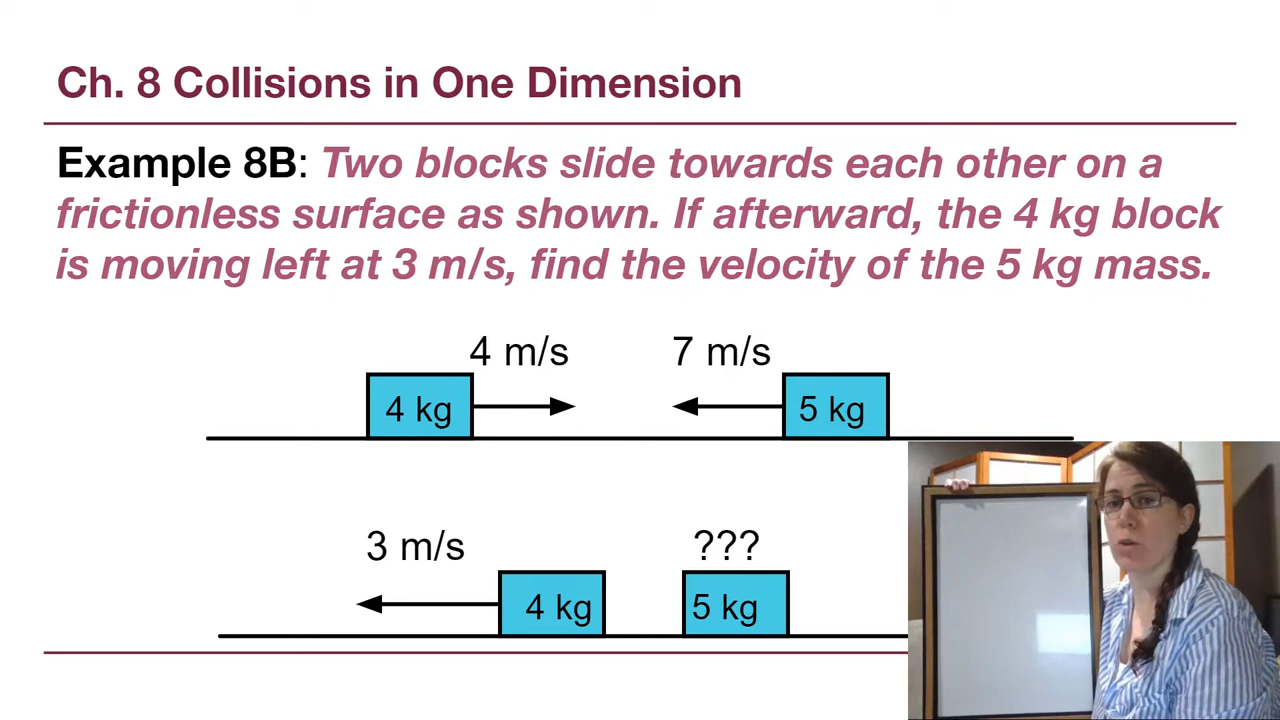 Ch. 8 Collisions in One Dimension
Example 8B: Two blocks slide towards each other on a
frictionless surface as shown. If afterward, the 4 kg block
is moving left at 3 m/s, find the velocity of the 5 kg mass.
4 m/s 7 m/s
4 kg 5 kg
3 m/s ???
4 kg 5 kg